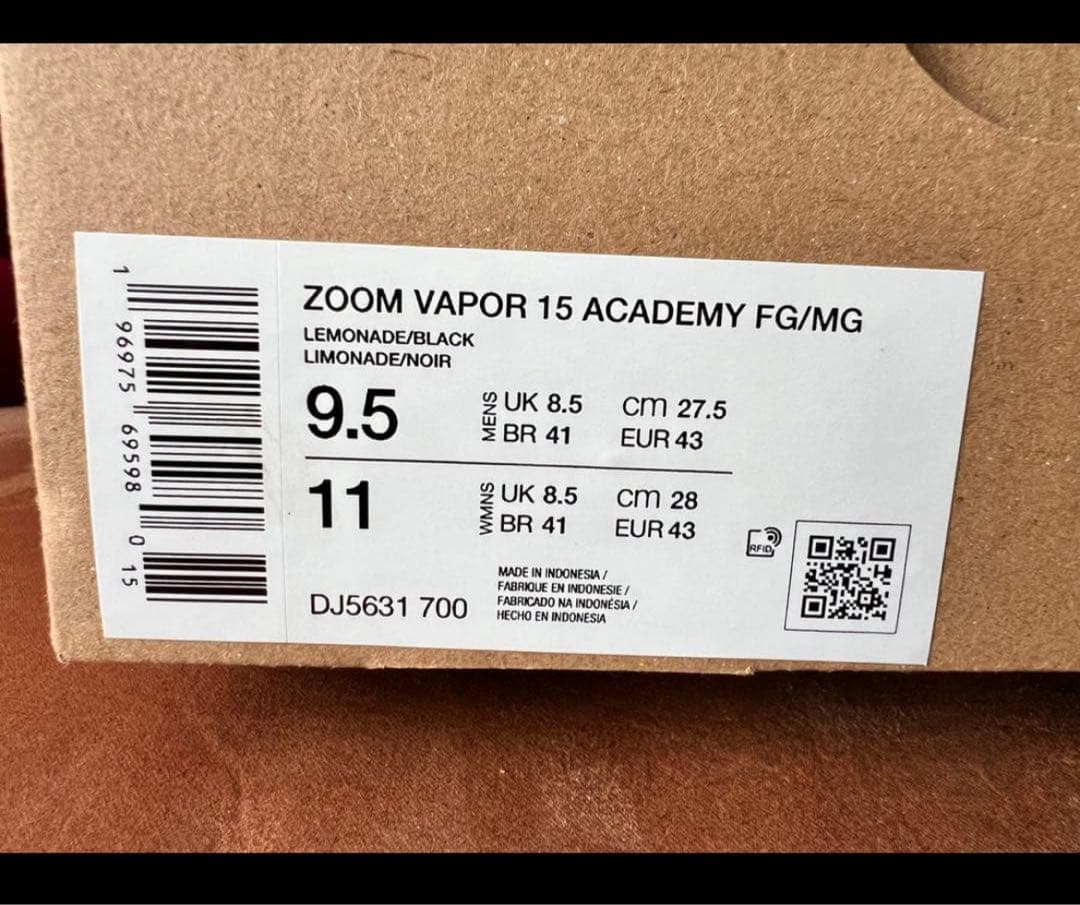 1 96975 69598 0 15
ZOOM VAPOR 15 ACADEMY FG/MG
LEMONADE/BLACK
LIMONADE/NOIR
9.5 MENS UK 8.5 cm 27.5
BR 41 EUR 43
11 WMNS UK 8.5 cm 28
BR 41 EUR 43
RFID
MADE IN INDONESIA /
FABRIQUE EN INDONESIE /
FABRICADO NA INDONÉSIA /
HECHO EN INDONESIA
DJ5631 700